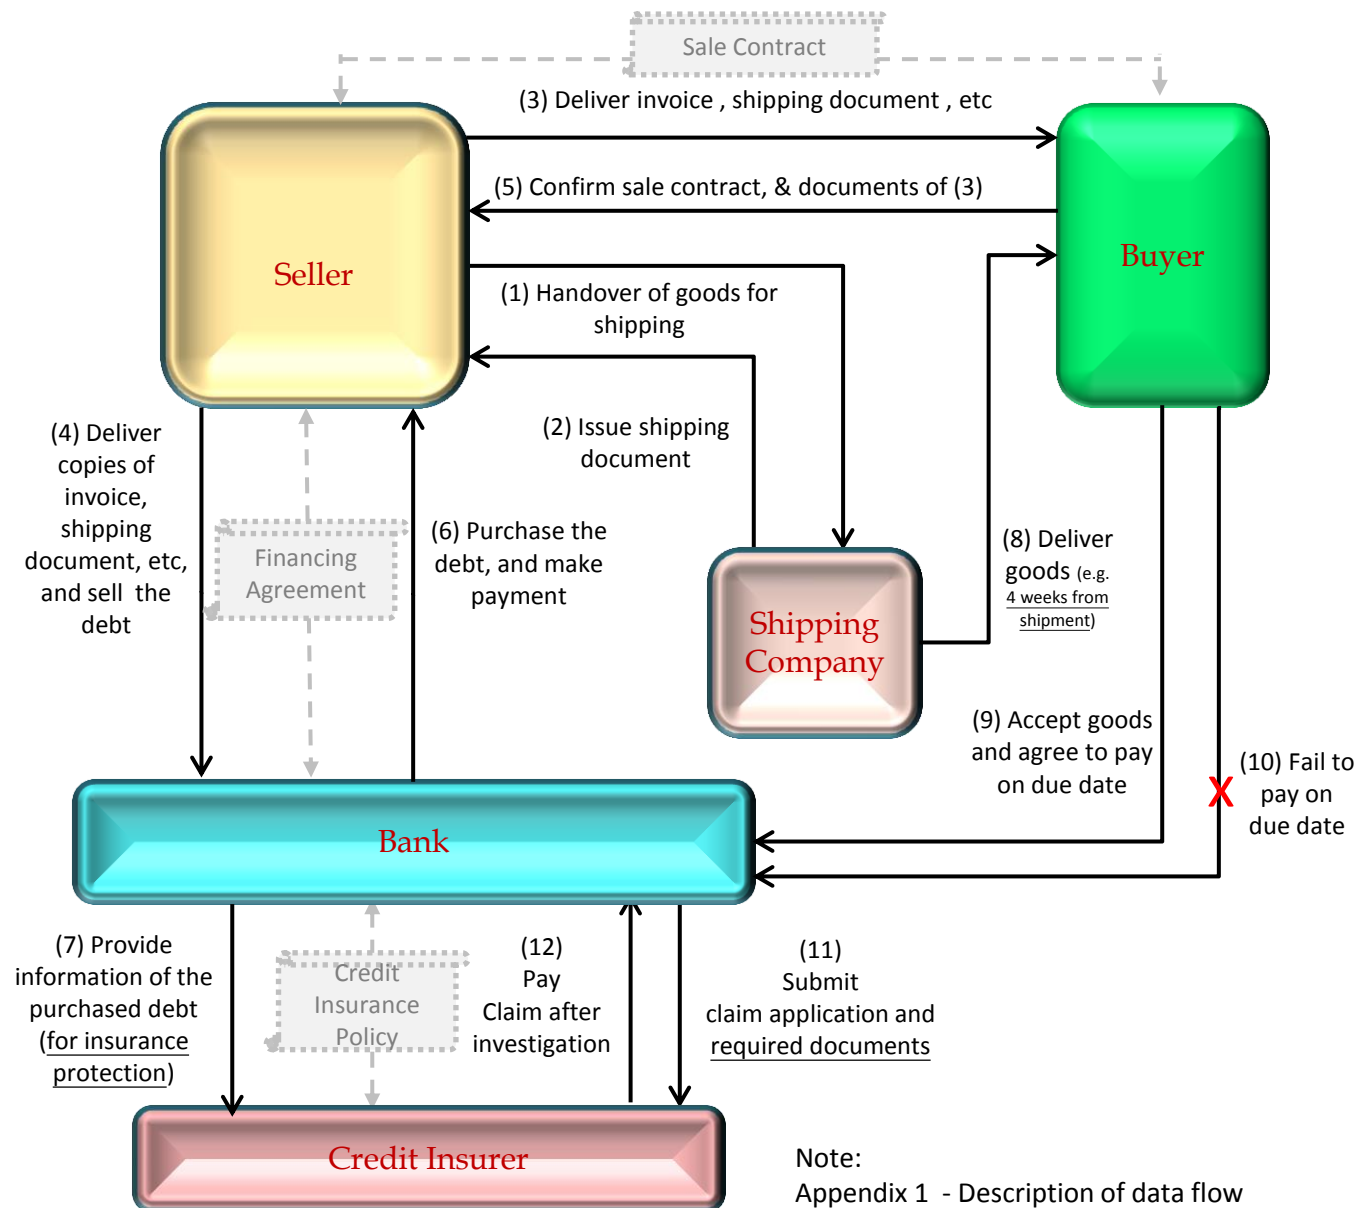 Sale Contract
(3) Deliver invoice , shipping document , etc
(5) Confirm sale contract, & documents of (3)
Seller
Buyer
(1) Handover of goods for
shipping
(2) Issue shipping
document
(4) Deliver
copies of
invoice,
shipping
document, etc,
and sell the
debt
Financing
Agreement
(6) Purchase the
debt, and make
payment
Shipping
Company
(8) Deliver
goods (e.g.
4 weeks from
shipment)
(9) Accept goods
and agree to pay
on due date
X
(10) Fail to
pay on
due date
Bank
(7) Provide
information of the
purchased debt
(for insurance
protection)
Credit
Insurance
Policy
(12)
Pay
Claim after
investigation
(11)
Submit
claim application and
required documents
Credit Insurer
Note:
Appendix 1 - Description of data flow